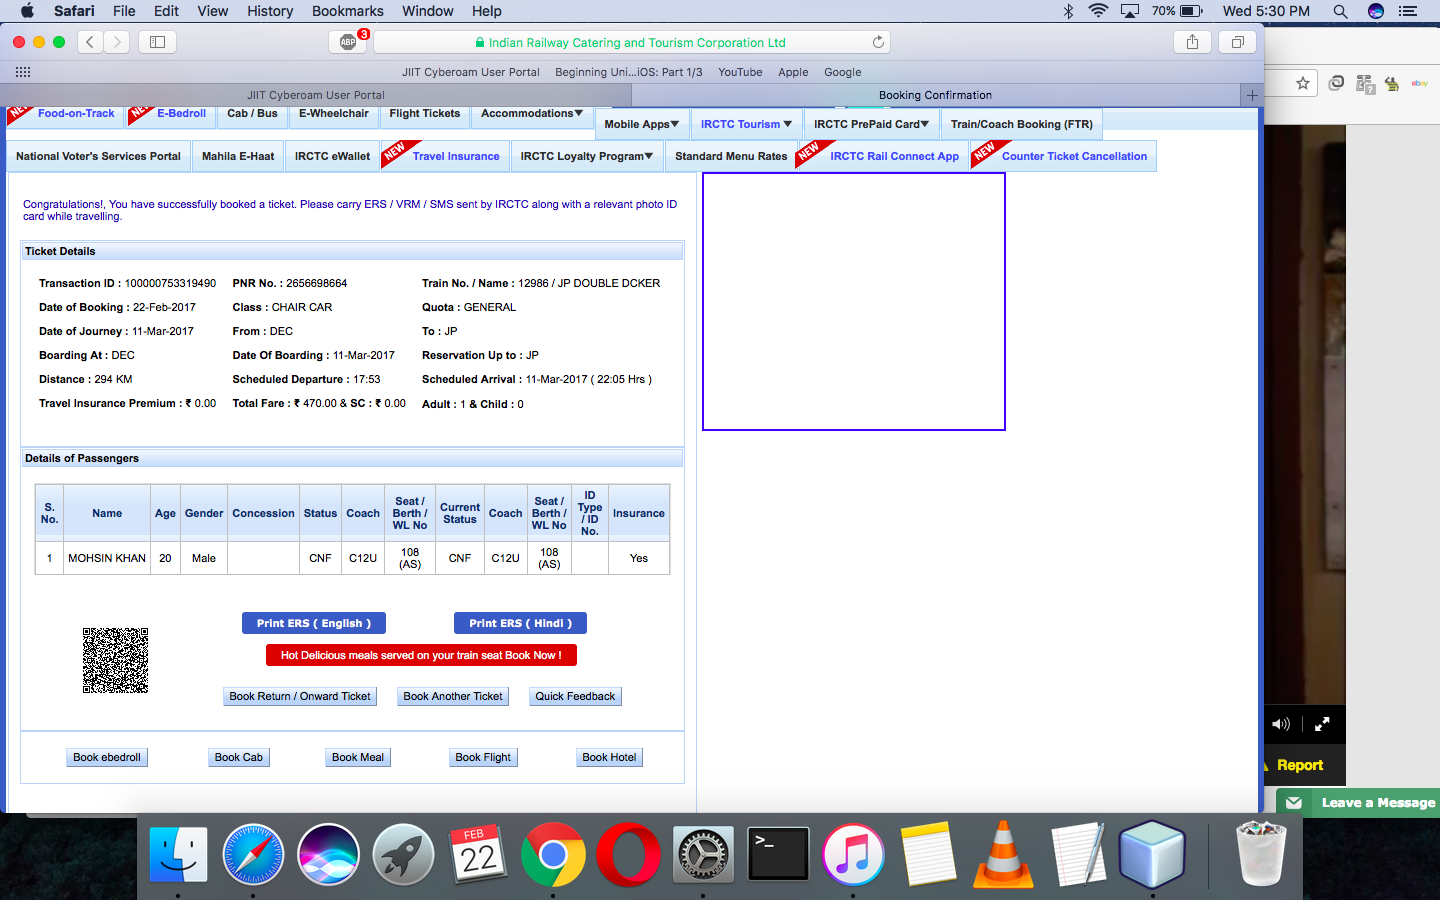 Safari File Edit View History Bookmarks Window Help 70% Wed 5:30 PM
ABP 3 Indian Railway Catering and Tourism Corporation Ltd
JIIT Cyberoam User Portal Beginning Uni...iOS: Part 1/3 YouTube Apple Google
JIIT Cyberoam User Portal Booking Confirmation +
NEW Food-on-Track NEW E-Bedroll Cab / Bus E-Wheelchair Flight Tickets Accommodations▼
Mobile Apps▼ IRCTC Tourism ▼ IRCTC PrePaid Card▼ Train/Coach Booking (FTR)
National Voter's Services Portal Mahila E-Haat IRCTC eWallet NEW Travel Insurance IRCTC Loyalty Program▼ Standard Menu Rates NEW IRCTC Rail Connect App NEW Counter Ticket Cancellation
Congratulations!, You have successfully booked a ticket. Please carry ERS / VRM / SMS sent by IRCTC along with a relevant photo ID
card while travelling.
Ticket Details
Transaction ID : 100000753319490 PNR No. : 2656698664 Train No. / Name : 12986 / JP DOUBLE DCKER
Date of Booking : 22-Feb-2017 Class : CHAIR CAR Quota : GENERAL
Date of Journey : 11-Mar-2017 From : DEC To : JP
Boarding At : DEC Date Of Boarding : 11-Mar-2017 Reservation Up to : JP
Distance : 294 KM Scheduled Departure : 17:53 Scheduled Arrival : 11-Mar-2017 ( 22:05 Hrs )
Travel Insurance Premium : ₹ 0.00 Total Fare : ₹ 470.00 & SC : ₹ 0.00 Adult : 1 & Child : 0
Details of Passengers
S. No. Name Age Gender Concession Status Coach Seat / Berth / WL No Current Status Coach Seat / Berth / WL No ID Type / ID No. Insurance
1 MOHSIN KHAN 20 Male CNF C12U 108 (AS) CNF C12U 108 (AS) Yes
Print ERS ( English ) Print ERS ( Hindi )
Hot Delicious meals served on your train seat Book Now !
Book Return / Onward Ticket Book Another Ticket Quick Feedback
Book ebedroll Book Cab Book Meal Book Flight Book Hotel
ebay
Report
Leave a Message
FEB
22
>_